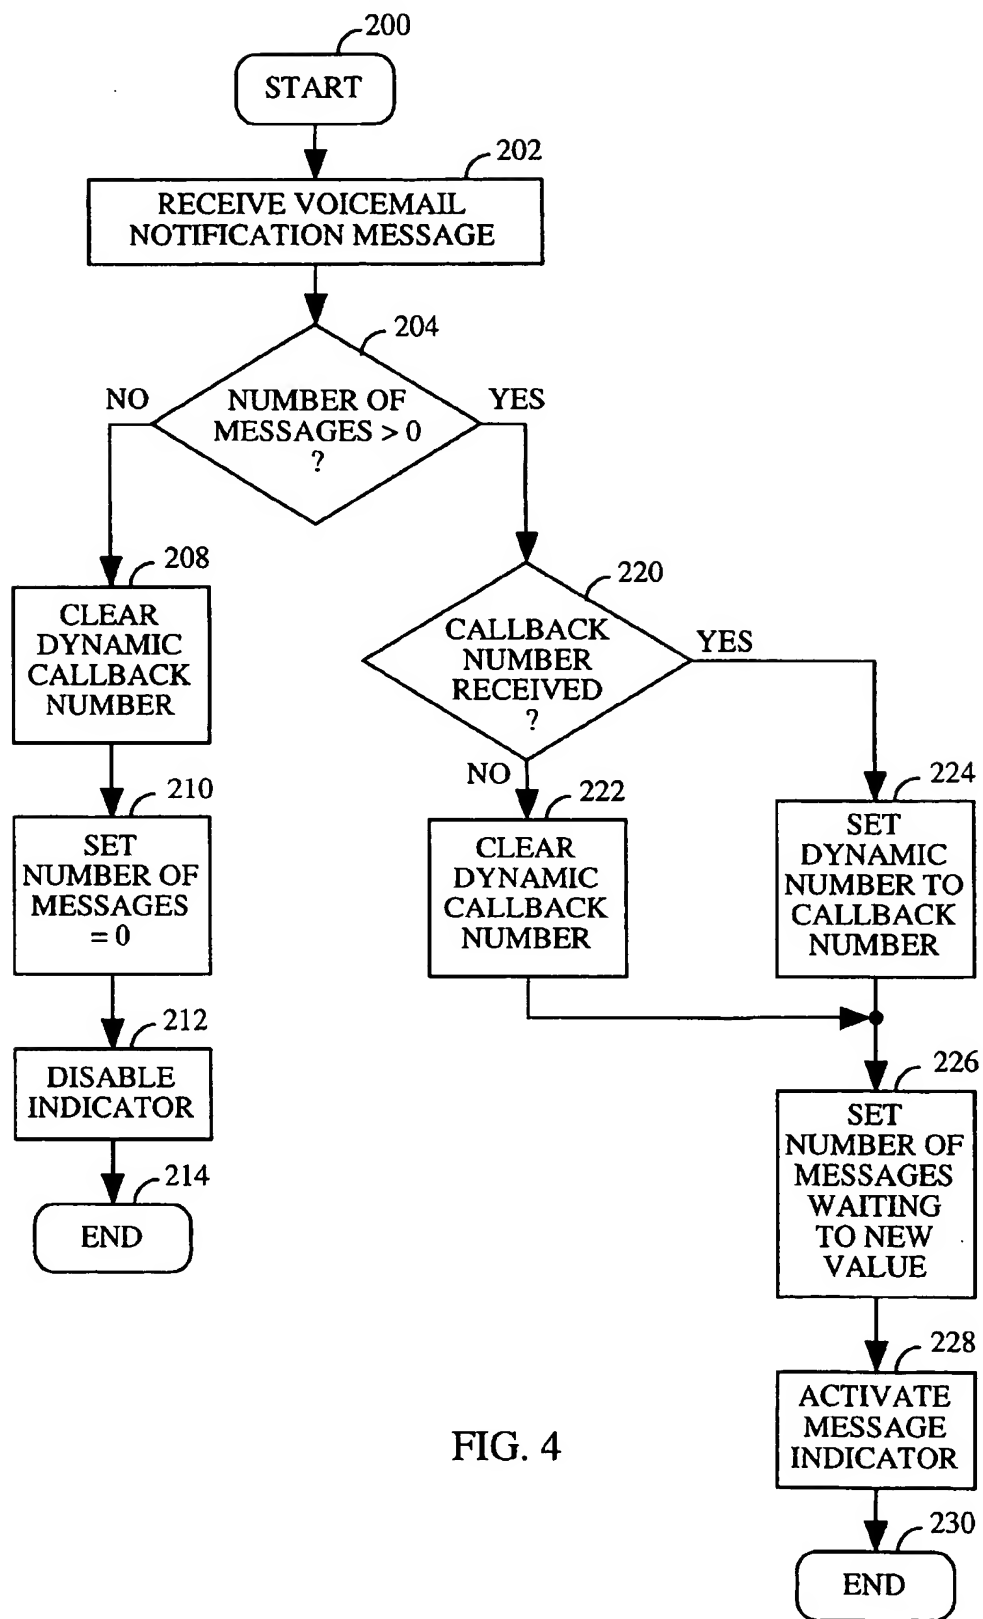 200
START
202
RECEIVE VOICEMAIL
NOTIFICATION MESSAGE
204
NUMBER OF
MESSAGES > 0
?
NO
YES
208
CLEAR
DYNAMIC
CALLBACK
NUMBER
210
SET
NUMBER OF
MESSAGES
= 0
212
DISABLE
INDICATOR
214
END
220
CALLBACK
NUMBER
RECEIVED
?
YES
NO
222
CLEAR
DYNAMIC
CALLBACK
NUMBER
224
SET
DYNAMIC
NUMBER TO
CALLBACK
NUMBER
226
SET
NUMBER OF
MESSAGES
WAITING
TO NEW
VALUE
228
ACTIVATE
MESSAGE
INDICATOR
230
END
FIG. 4